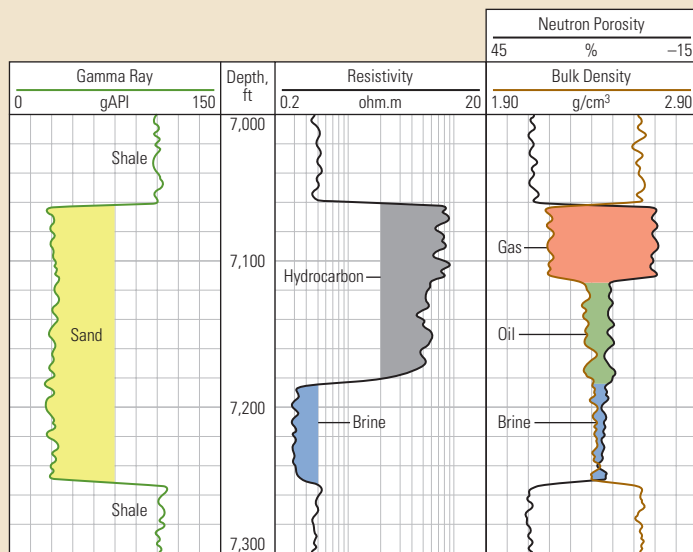 Neutron Porosity
45 % –15
Gamma Ray
0 gAPI 150
Depth,
ft
Resistivity
0.2 ohm.m 20
Bulk Density
1.90 g/cm³ 2.90
7,000
Shale
7,100
Hydrocarbon
Gas
Sand
Oil
7,200
Brine
Brine
Shale
7,300